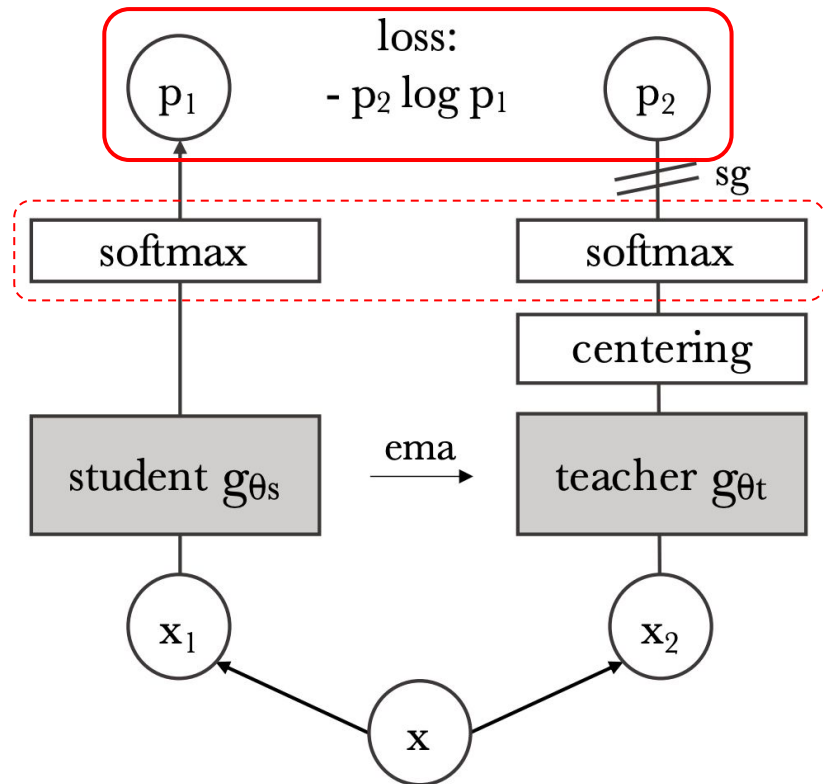 loss:
p₁ - p₂ log p₁ p₂
sg
softmax softmax
centering
student gθs ema teacher gθt
x₁ x₂
x